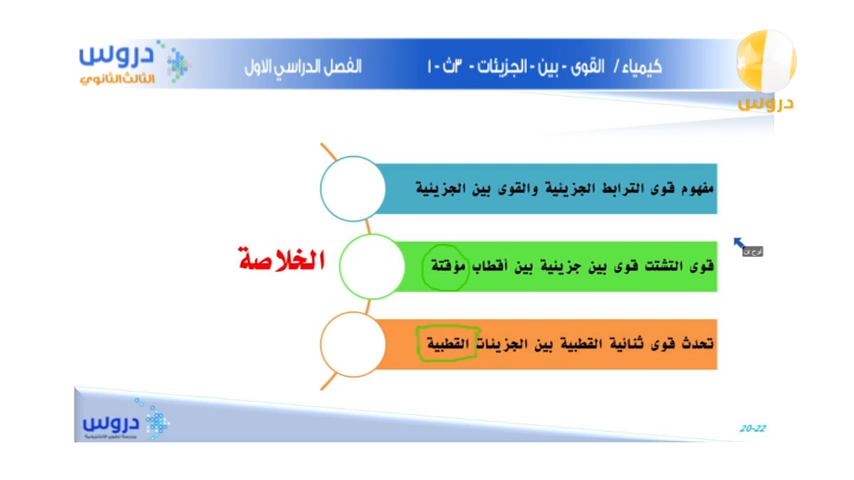 كيمياء / القوى - بين - الجزيئات - ٣ث - ١
الفصل الدراسي الاول
دروس
الثالث الثانوي
دروس
مفهوم قوى الترابط الجزيئية والقوى بين الجزيئية
قوى التشتت قوى بين جزيئية بين أقطاب مؤقتة
الخلاصة
تحدث قوى ثنائية القطبية بين الجزيئات القطبية
دروس
20-22